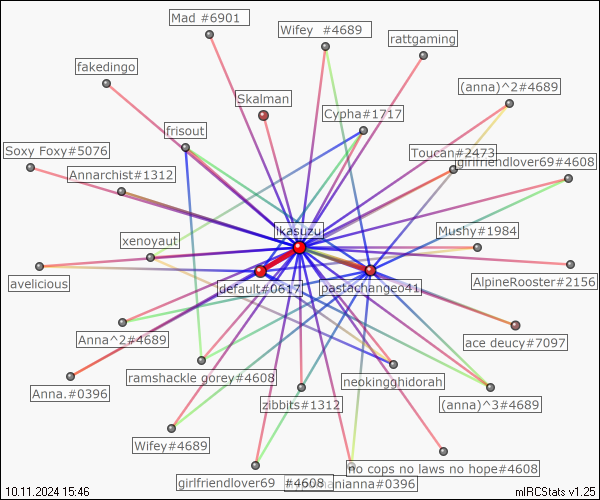 Mad #6901
Wifey #4689
rattgaming
fakedingo
(anna)^2#4689
Skalman
Cypha#1717
frisout
Soxy Foxy#5076
Toucan#2473
girlfriendlover69#4608
Annarchist#1312
ikasuzu
Mushy#1984
xenoyaut
avelicious
default#0617
pastachangeo41
AlpineRooster#2156
Anna^2#4689
ace deucy#7097
Anna.#0396
ramshackle gorey#4608
neokingghidorah
zibbits#1312
(anna)^3#4689
Wifey#4689
no cops no laws no hope#4608
girlfriendlover69 #4608
ianna#0396
10.11.2024 15:46
mIRCStats v1.25